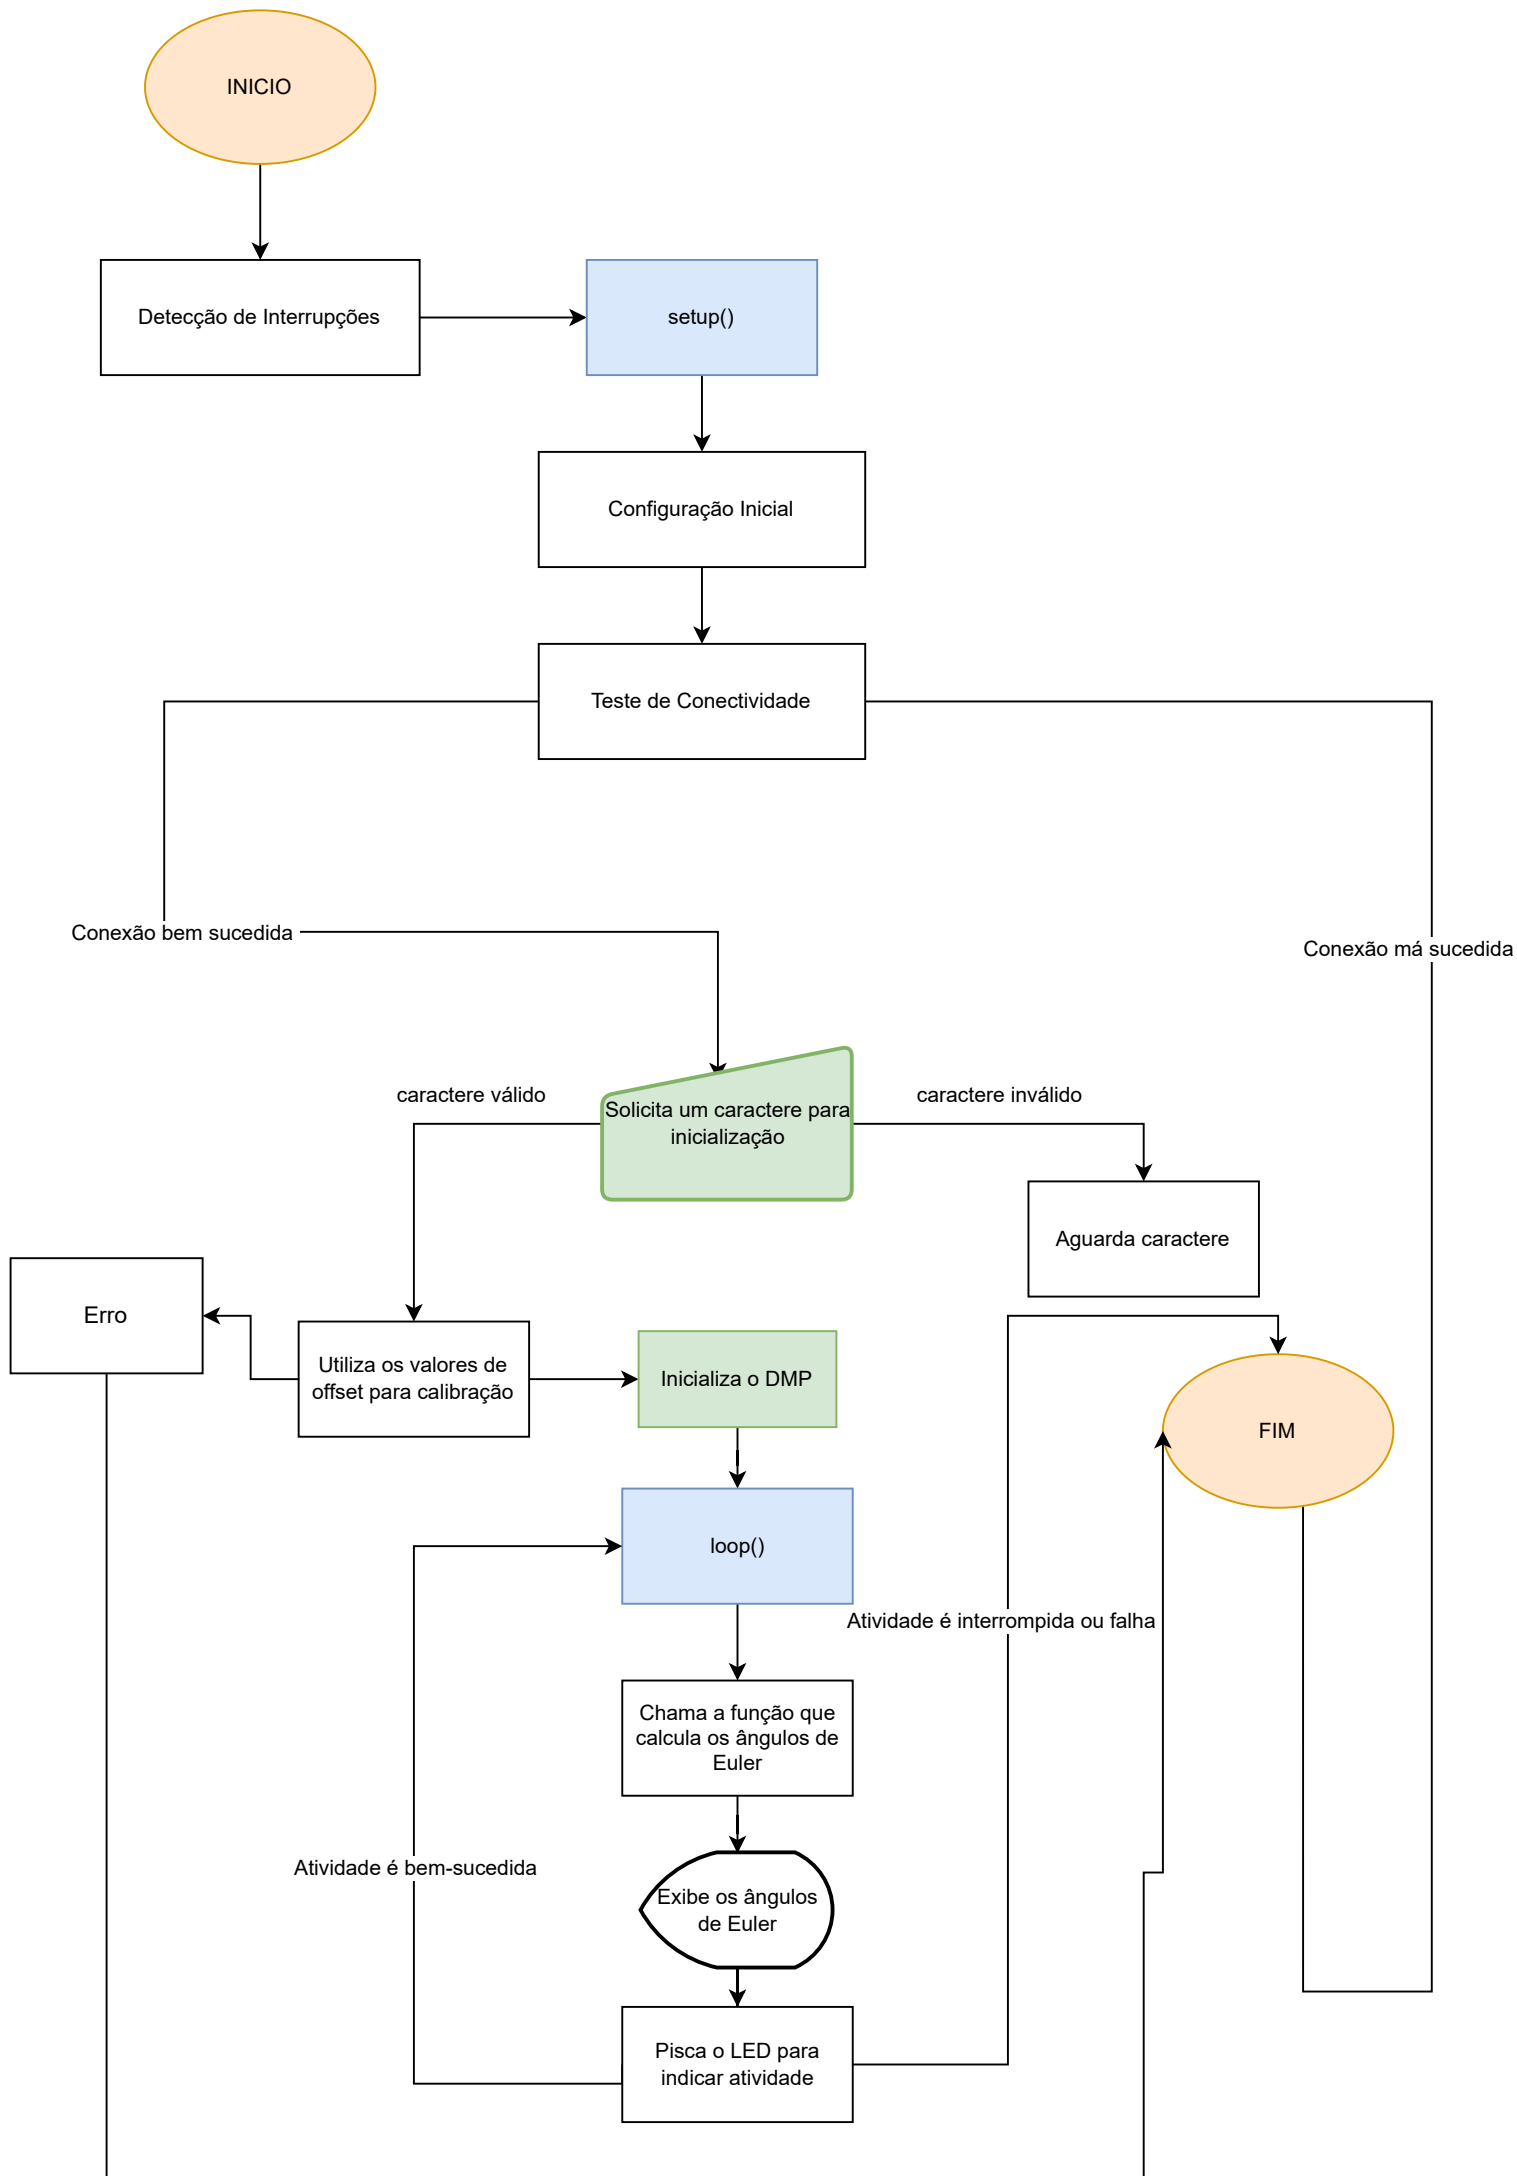 INICIO
Detecção de Interrupções
setup()
Configuração Inicial
Teste de Conectividade
Conexão bem sucedida
Conexão má sucedida
caractere válido
Solicita um caractere para
inicialização
caractere inválido
Aguarda caractere
Erro
Utiliza os valores de
offset para calibração
Inicializa o DMP
FIM
loop()
Atividade é interrompida ou falha
Chama a função que
calcula os ângulos de
Euler
Atividade é bem-sucedida
Exibe os ângulos
de Euler
Pisca o LED para
indicar atividade